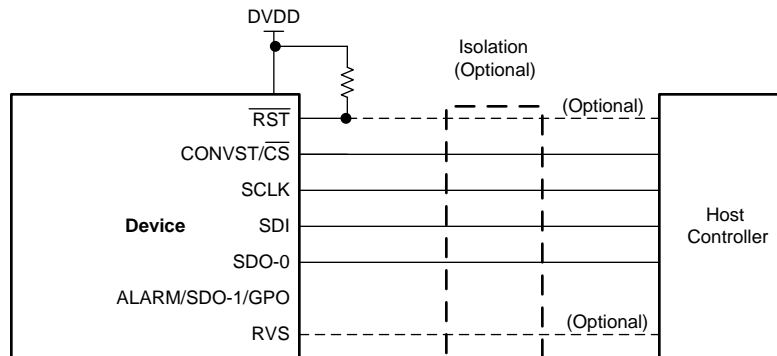 DVDD
Isolation
(Optional)
RST
(Optional)
CONVST/CS
SCLK
Device
SDI
Host
Controller
SDO-0
ALARM/SDO-1/GPO
RVS
(Optional)